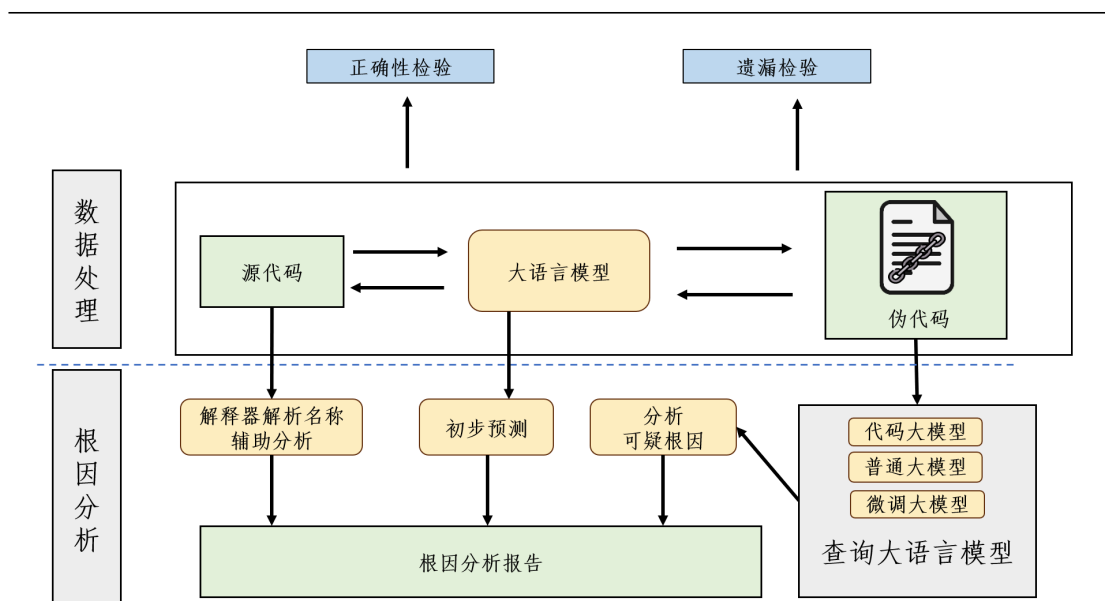 正确性检验
遗漏检验
数据处理
源代码
大语言模型
伪代码
根因分析
解释器解析名称
辅助分析
初步预测
分析
可疑根因
代码大模型
普通大模型
微调大模型
查询大语言模型
根因分析报告